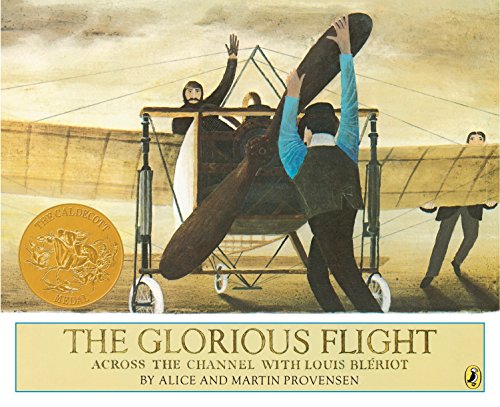 THE CALDECOTT
MEDAL
THE GLORIOUS FLIGHT
ACROSS THE CHANNEL WITH LOUIS BLÉRIOT
BY ALICE AND MARTIN PROVENSEN